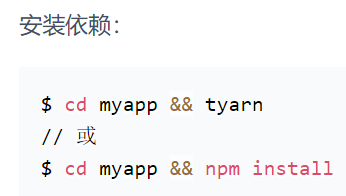 安装依赖：
$ cd myapp && tyarn
// 或
$ cd myapp && npm install